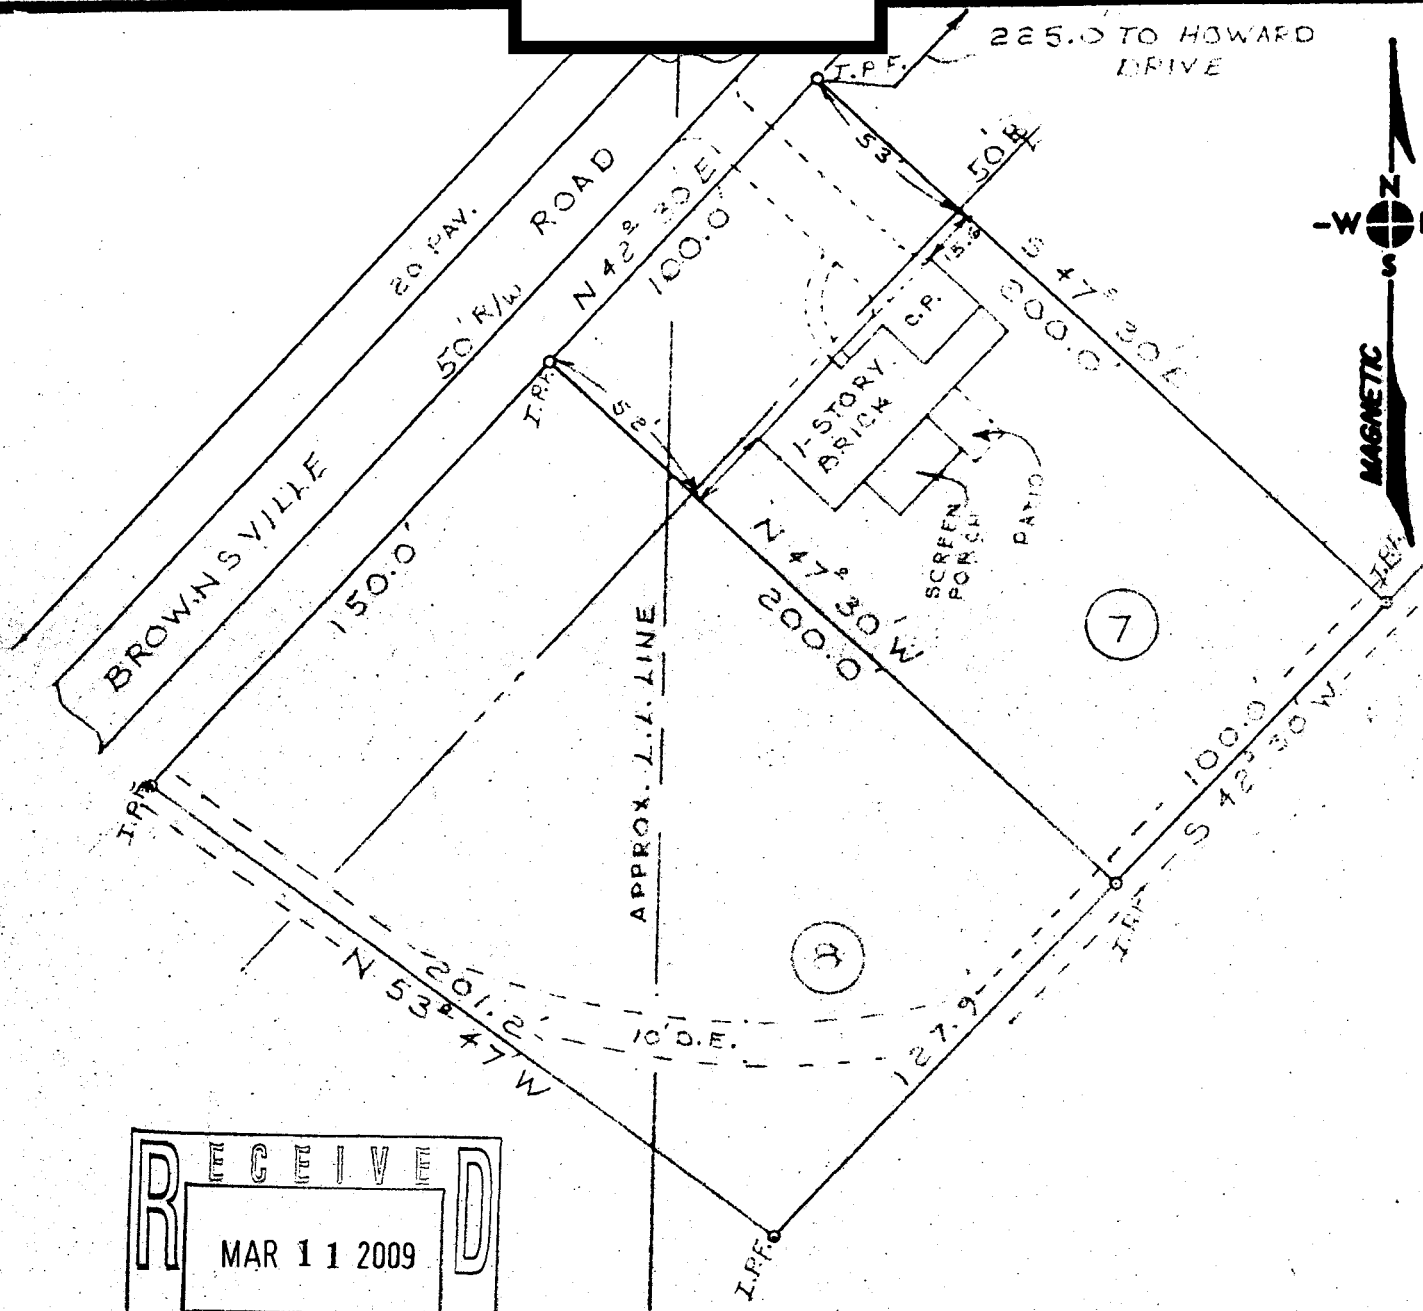 225.0' TO HOWARD
DRIVE
I.P.F.
53'
50' B
N
-W
S
MAGNETIC
20 PAV.
ROAD
50' R/W
BROWNSVILLE
N 42° 30' E
100.0'
15.6
S 47° 30' E
200.0'
C.P.
1-STORY
BRICK
I.P.F.
52'
SCREEN
PORCH
PATIO
I.P.F.
150.0'
N 47° 30' W
200.0'
7
APPROX. L.L. LINE
100.0'
S 42° 30' W
I.P.F.
I.P.F.
N 53° 47' W
201.2'
10' D.E.
127.9'
I.P.F.
RECEIVED
MAR 11 2009